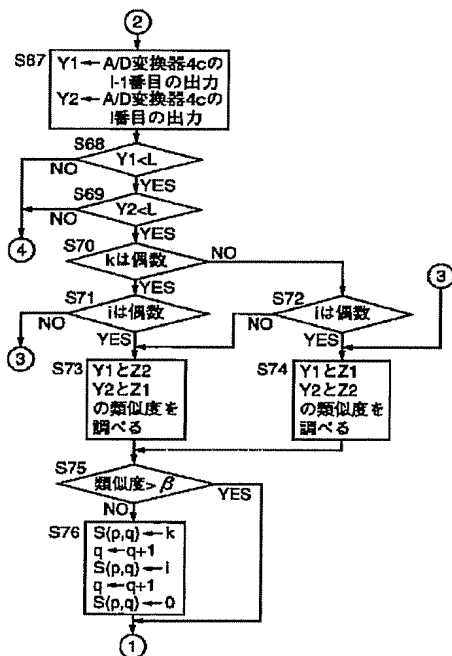 2
S67
Y1←A/D変換器4cの
i-1番目の出力
Y2←A/D変換器4cの
i番目の出力
S68
Y1<L
NO
YES
S69
Y2<L
NO
YES
4
S70
kは偶数
NO
YES
3
S71
iは偶数
NO
YES
S72
iは偶数
NO
YES
3
S73
Y1とZ2
Y2とZ1
の類似度を
調べる
S74
Y1とZ1
Y2とZ2
の類似度を
調べる
S75
類似度>β
YES
NO
S76
S(p,q)←k
q←q+1
S(p,q)←i
q←q+1
S(p,q)←0
1